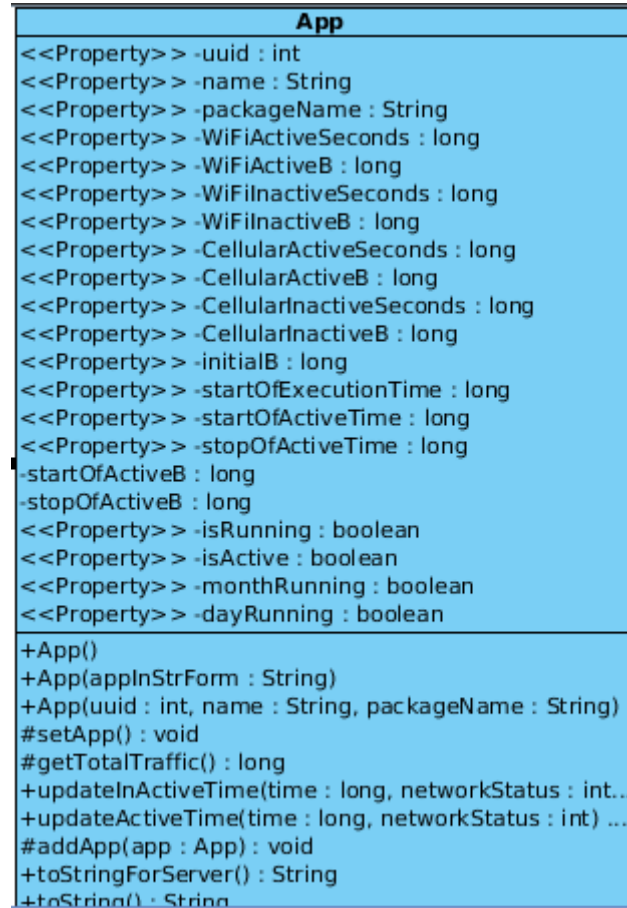 App
<<Property>> -uuid : int
<<Property>> -name : String
<<Property>> -packageName : String
<<Property>> -WiFiActiveSeconds : long
<<Property>> -WiFiActiveB : long
<<Property>> -WiFiInactiveSeconds : long
<<Property>> -WiFiInactiveB : long
<<Property>> -CellularActiveSeconds : long
<<Property>> -CellularActiveB : long
<<Property>> -CellularInactiveSeconds : long
<<Property>> -CellularInactiveB : long
<<Property>> -initialB : long
<<Property>> -startOfExecutionTime : long
<<Property>> -startOfActiveTime : long
<<Property>> -stopOfActiveTime : long
-startOfActiveB : long
-stopOfActiveB : long
<<Property>> -isRunning : boolean
<<Property>> -isActive : boolean
<<Property>> -monthRunning : boolean
<<Property>> -dayRunning : boolean
+App()
+App(appInStrForm : String)
+App(uuid : int, name : String, packageName : String)
#setApp() : void
#getTotalTraffic() : long
+updateInActiveTime(time : long, networkStatus : int...
+updateActiveTime(time : long, networkStatus : int) ...
#addApp(app : App) : void
+toStringForServer() : String
+toString() : String